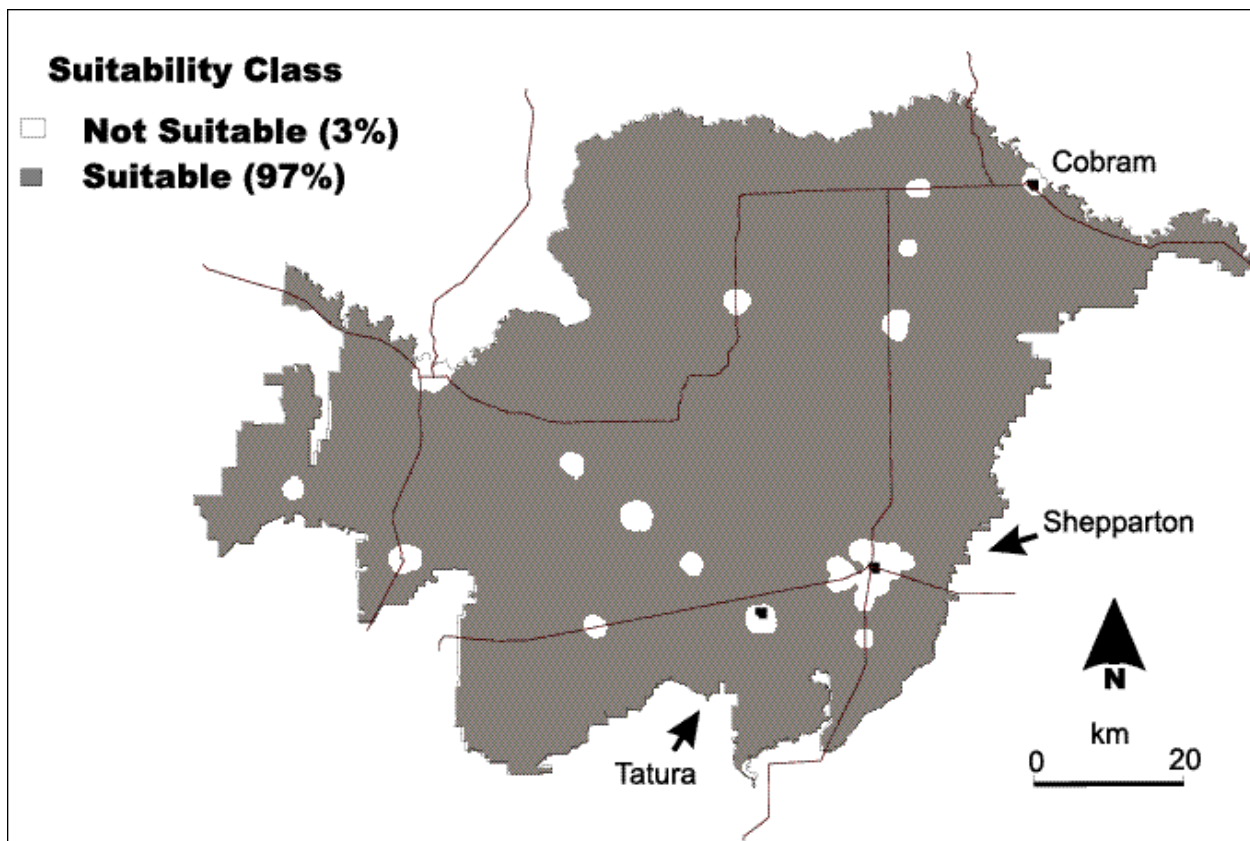 Suitability Class
Not Suitable (3%)
Suitable (97%)
Cobram
Shepparton
Tatura
N
km
0 20